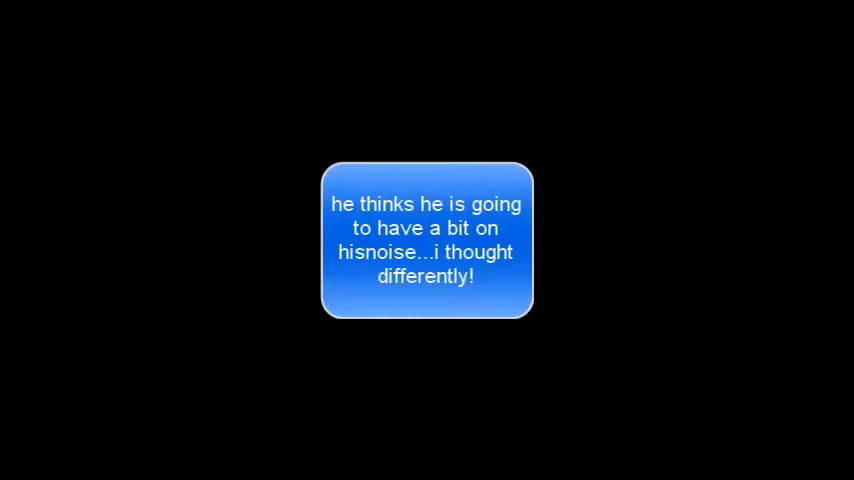 he thinks he is going
to have a bit on
hisnoise...i thought
differently!